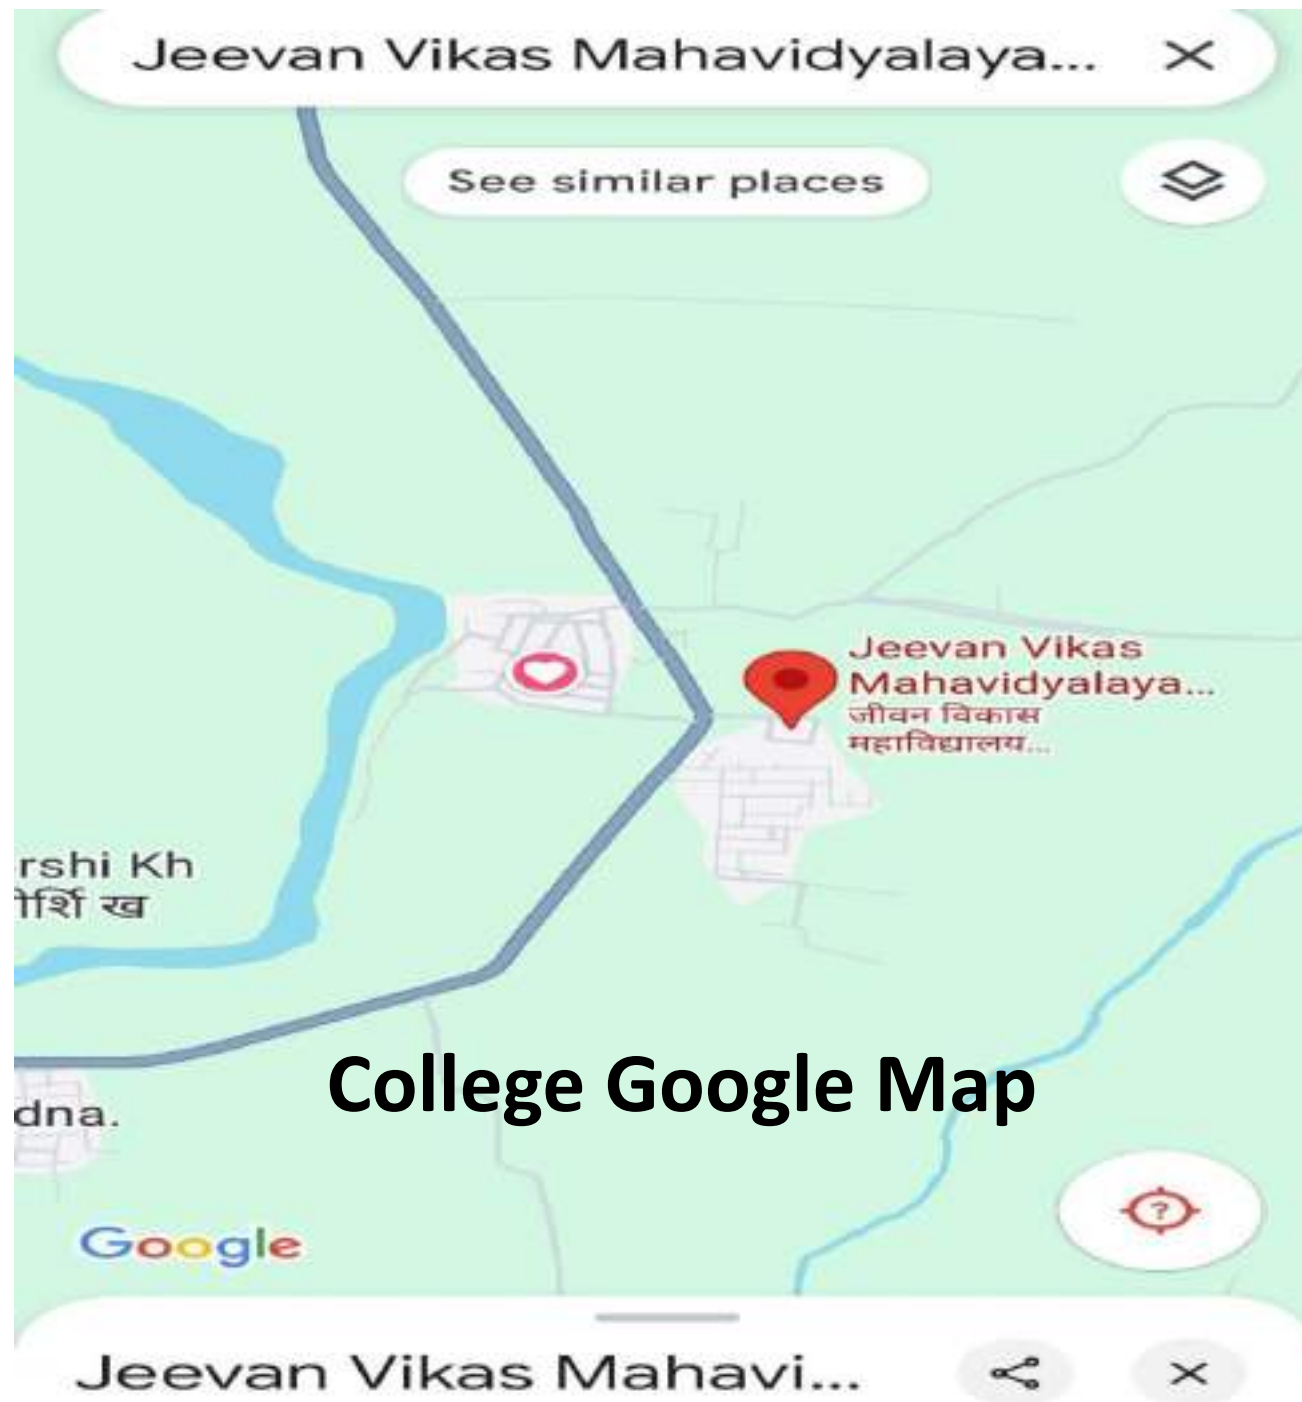 Jeevan Vikas Mahavidyalaya...
See similar places
Jeevan Vikas
Mahavidyalaya...
जीवन विकास
महाविद्यालय...
rshi Kh
ोर्शि ख
College Google Map
dna.
?
Google
Jeevan Vikas Mahavi...